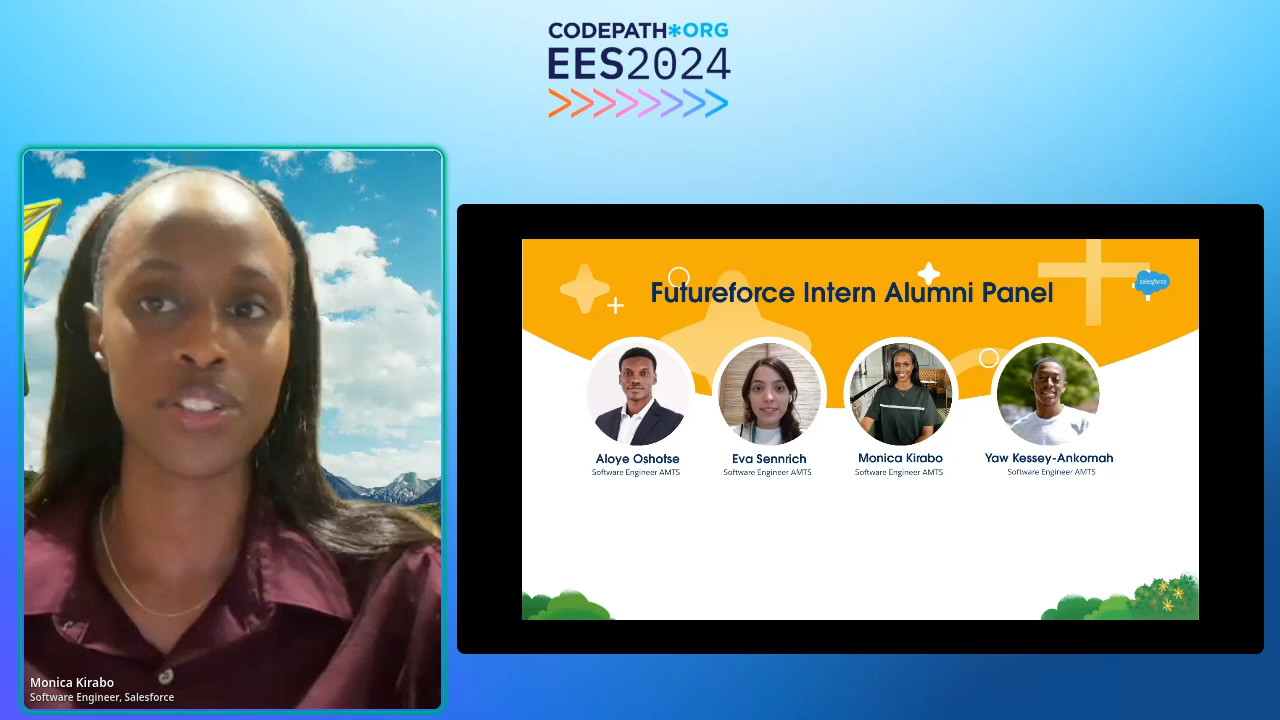 CODEPATH*ORG
EES2024
Futureforce Intern Alumni Panel
salesforce
Aloye Oshotse
Software Engineer AMTS
Eva Sennrich
Software Engineer AMTS
Monica Kirabo
Software Engineer AMTS
Yaw Kessey-Ankomah
Software Engineer AMTS
Monica Kirabo
Software Engineer, Salesforce